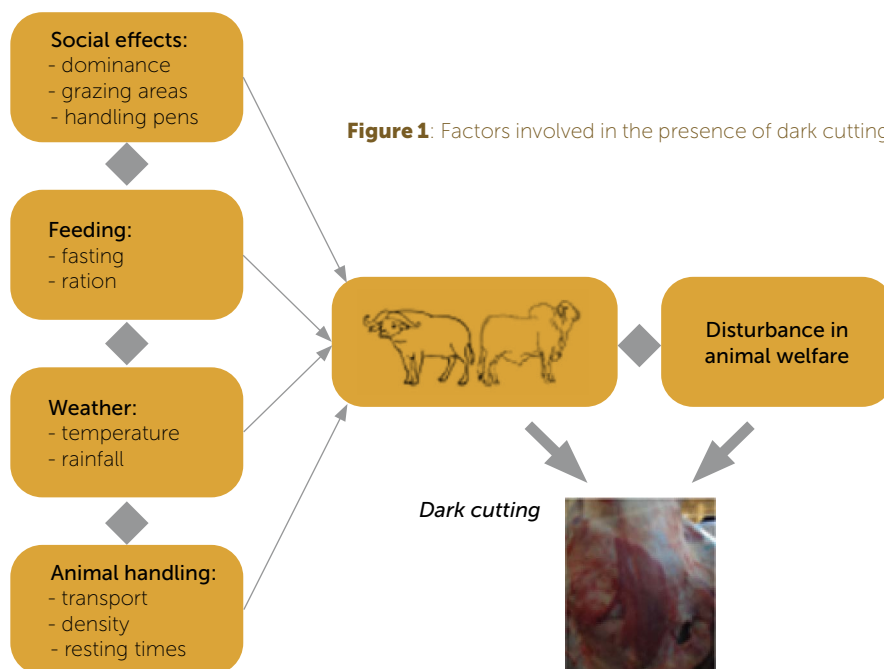 Social effects:
- dominance
- grazing areas
- handling pens
Figure 1: Factors involved in the presence of dark cutting
Feeding:
- fasting
- ration
Disturbance in
animal welfare
Weather:
- temperature
- rainfall
Dark cutting
Animal handling:
- transport
- density
- resting times